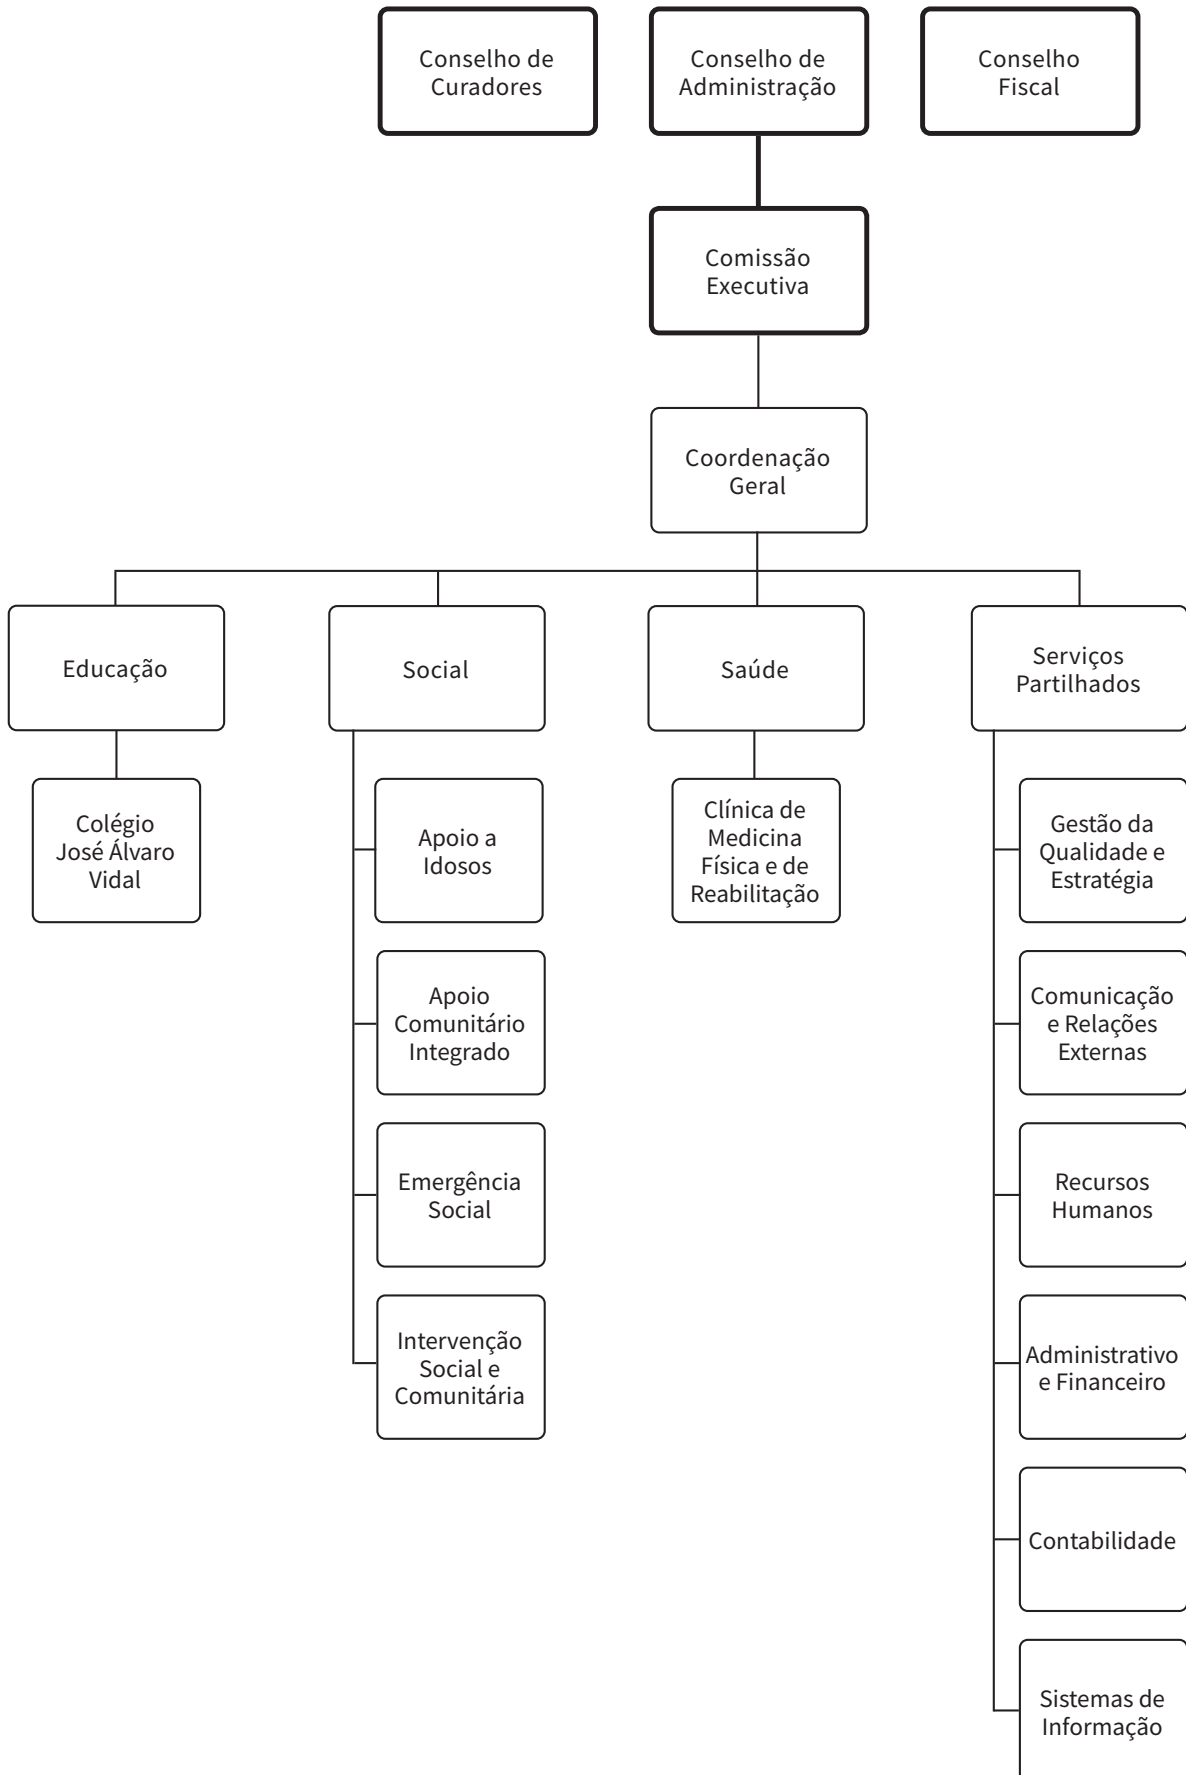 Conselho de
Curadores
Conselho de
Administração
Conselho
Fiscal
Comissão
Executiva
Coordenação
Geral
Educação
Social
Saúde
Serviços
Partilhados
Colégio
José Álvaro
Vidal
Apoio a
Idosos
Apoio
Comunitário
Integrado
Emergência
Social
Intervenção
Social e
Comunitária
Clínica de
Medicina
Física e de
Reabilitação
Gestão da
Qualidade e
Estratégia
Comunicação
e Relações
Externas
Recursos
Humanos
Administrativo
e Financeiro
Contabilidade
Sistemas de
Informação